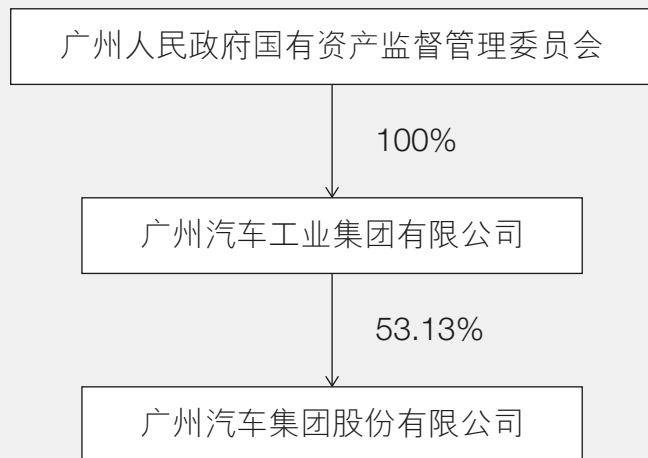 广州人民政府国有资产监督管理委员会
100%
广州汽车工业集团有限公司
53.13%
广州汽车集团股份有限公司